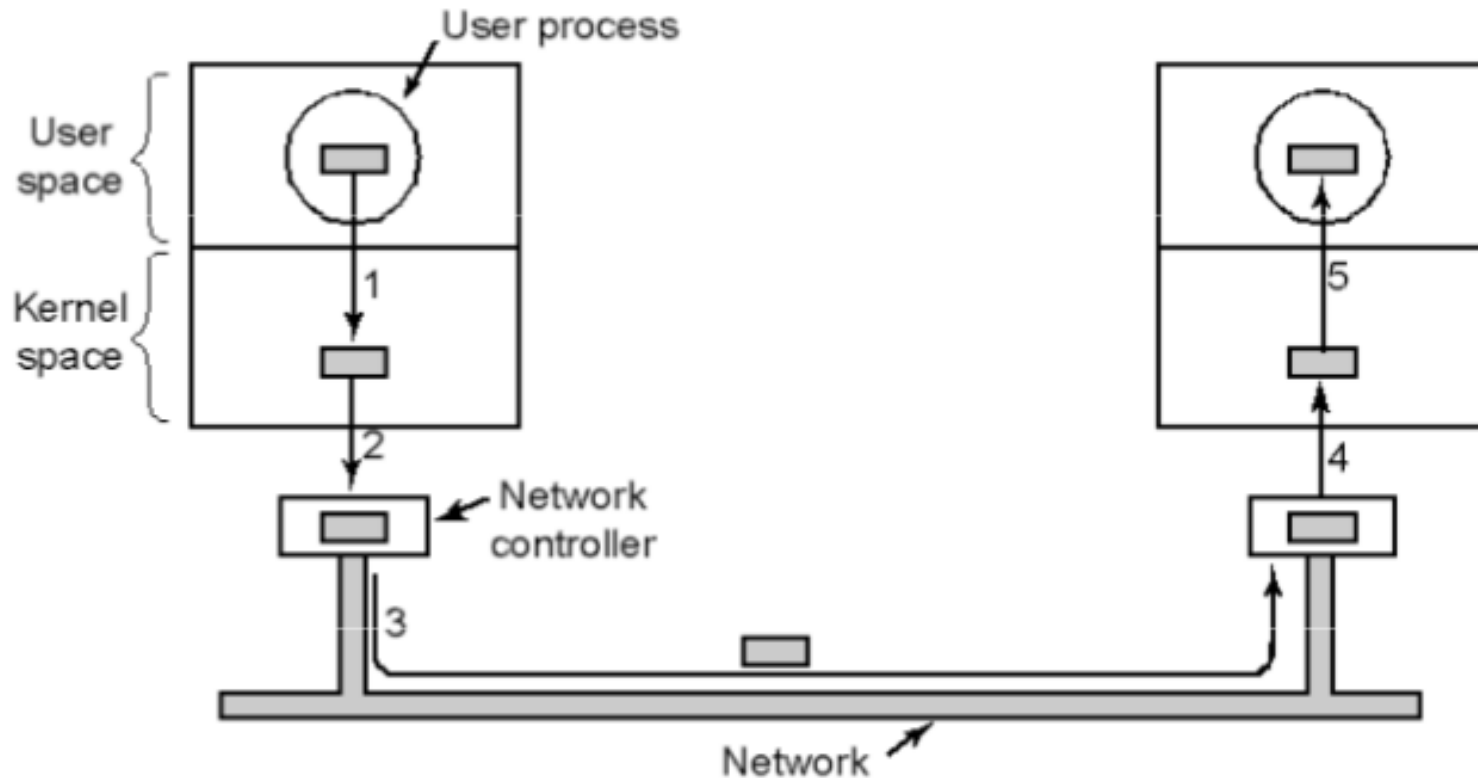 User process
User
space
1
5
Kernel
space
2
4
Network
controller
3
Network